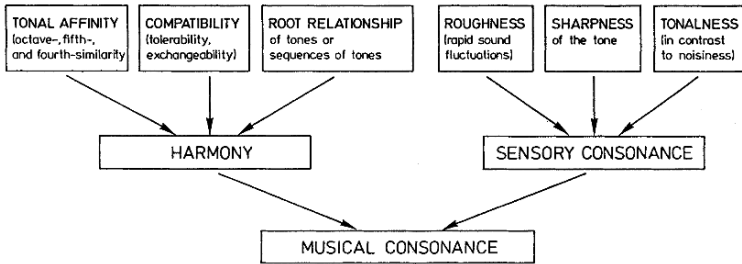 TONAL AFFINITY
(octave-, fifth-,
and fourth-similarity)
COMPATIBILITY
(tolerability,
exchangeability)
ROOT RELATIONSHIP
of tones or
sequences of tones
ROUGHNESS
(rapid sound
fluctuations)
SHARPNESS
of the tone
TONALNESS
(in contrast
to noisiness)
HARMONY
SENSORY CONSONANCE
MUSICAL CONSONANCE